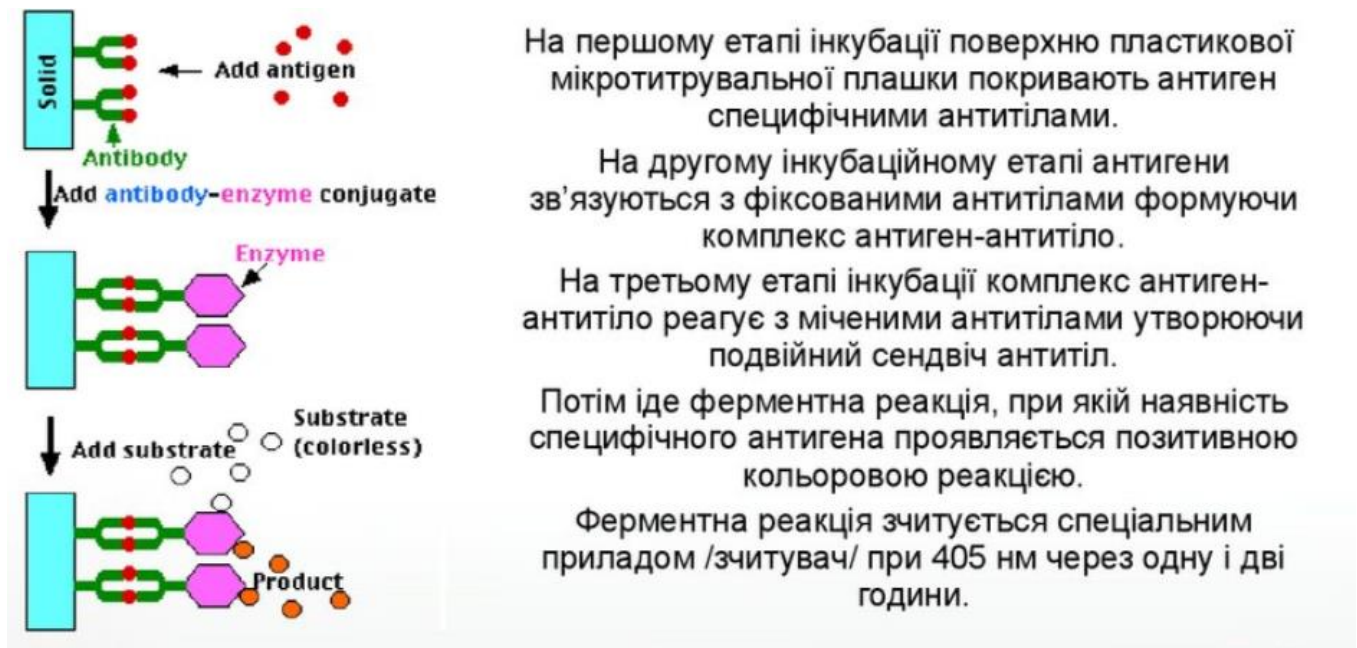 Solid
Add antigen
Antibody
Add antibody-enzyme conjugate
Enzyme
Substrate
(colorless)
Add substrate
Product
На першому етапі інкубації поверхню пластикової
мікротитрувальної плашки покривають антиген
специфічними антитілами.
На другому інкубаційному етапі антигени
зв’язуються з фіксованими антитілами формуючи
комплекс антиген-антитіло.
На третьому етапі інкубації комплекс антиген-
антитіло реагує з міченими антитілами утворюючи
подвійний сендвіч антитіл.
Потім іде ферментна реакція, при якій наявність
специфічного антигена проявляється позитивною
кольоровою реакцією.
Ферментна реакція зчитується спеціальним
приладом /зчитувач/ при 405 нм через одну і дві
години.